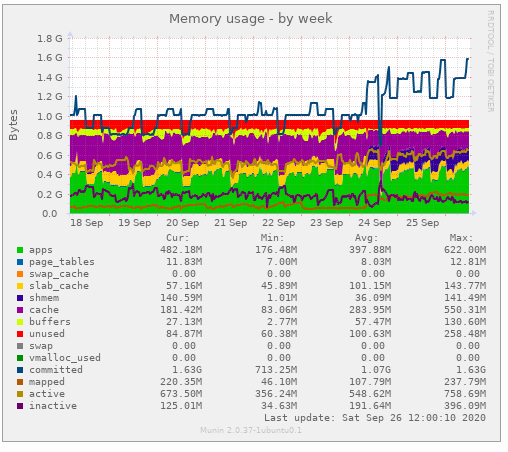 Memory usage - by week
RRDTOOL / TOBI OETIKER
Bytes
1.8 G
1.6 G
1.4 G
1.2 G
1.0 G
0.8 G
0.6 G
0.4 G
0.2 G
0.0
18 Sep 19 Sep 20 Sep 21 Sep 22 Sep 23 Sep 24 Sep 25 Sep
Cur: Min: Avg: Max:
apps 482.18M 176.48M 397.88M 622.00M
page_tables 11.83M 7.00M 8.03M 12.81M
swap_cache 0.00 0.00 0.00 0.00
slab_cache 57.16M 45.89M 101.15M 143.77M
shmem 140.59M 1.01M 36.09M 141.49M
cache 181.42M 83.06M 283.95M 550.31M
buffers 27.13M 2.77M 57.47M 130.60M
unused 84.87M 60.38M 100.63M 258.48M
swap 0.00 0.00 0.00 0.00
vmalloc_used 0.00 0.00 0.00 0.00
committed 1.63G 713.25M 1.07G 1.63G
mapped 220.35M 46.10M 107.79M 237.79M
active 673.50M 356.24M 548.62M 758.69M
inactive 125.01M 34.63M 191.64M 396.09M
Last update: Sat Sep 26 12:00:10 2020
Munin 2.0.37-1ubuntu0.1